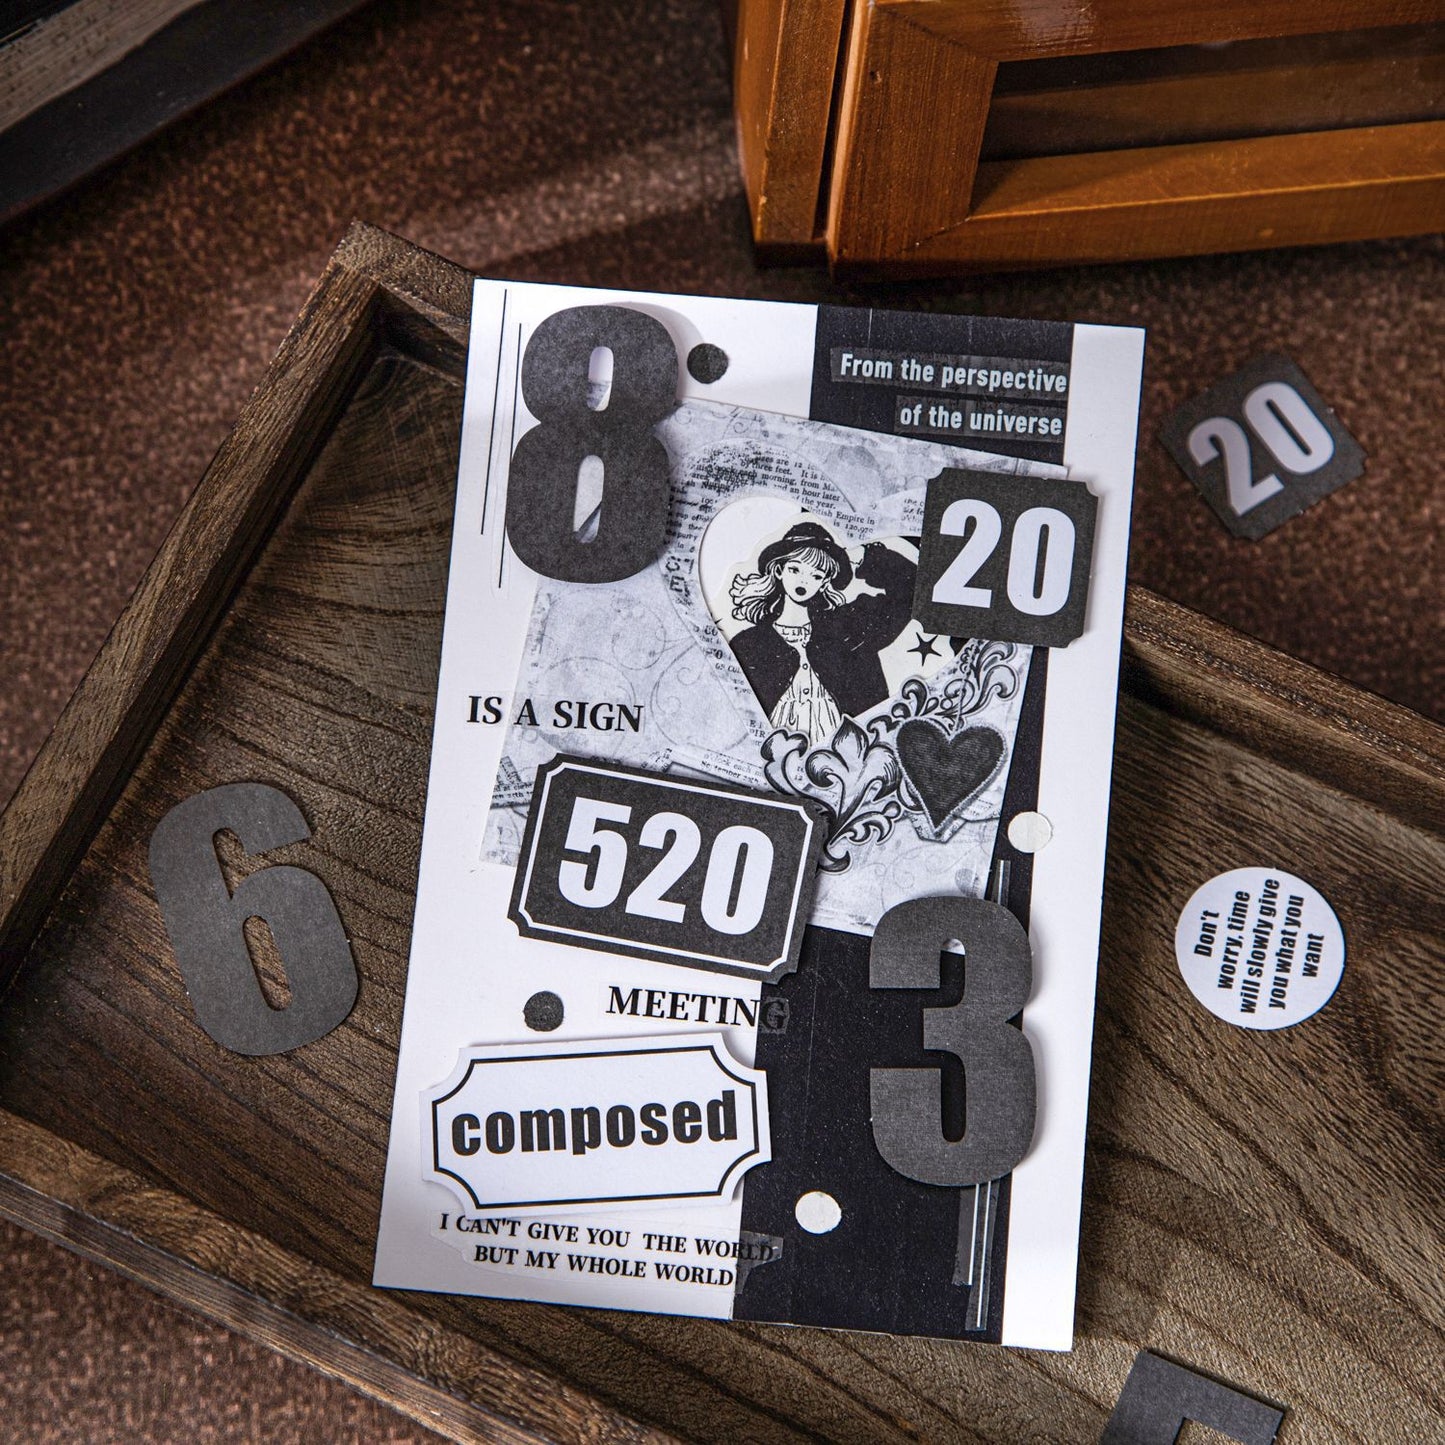 8
From the perspective
of the universe
20
20
IS A SIGN
520
6
3
MEETING
Don't
worry, time
will slowly give
you what you
want
composed
I CAN'T GIVE YOU THE WORLD
BUT MY WHOLE WORLD